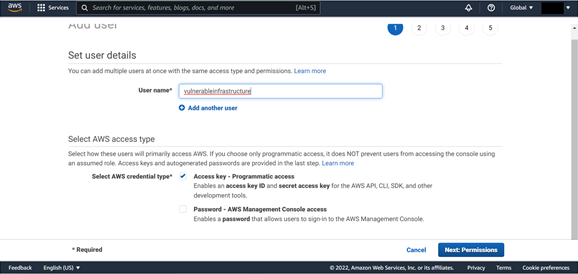 aws
Services
Search for services, features, blogs, docs, and more
[Alt+S]
Global
Add user
1
2
3
4
5
Set user details
You can add multiple users at once with the same access type and permissions. Learn more
User name*
vulnerableinfrastructure
Add another user
Select AWS access type
Select how these users will primarily access AWS. If you choose only programmatic access, it does NOT prevent users from accessing the console using
an assumed role. Access keys and autogenerated passwords are provided in the last step. Learn more
Select AWS credential type*
Access key - Programmatic access
Enables an access key ID and secret access key for the AWS API, CLI, SDK, and other
development tools.
Password - AWS Management Console access
Enables a password that allows users to sign-in to the AWS Management Console.
* Required
Cancel
Next: Permissions
Feedback
English (US)
© 2022, Amazon Web Services, Inc. or its affiliates.
Privacy
Terms
Cookie preferences